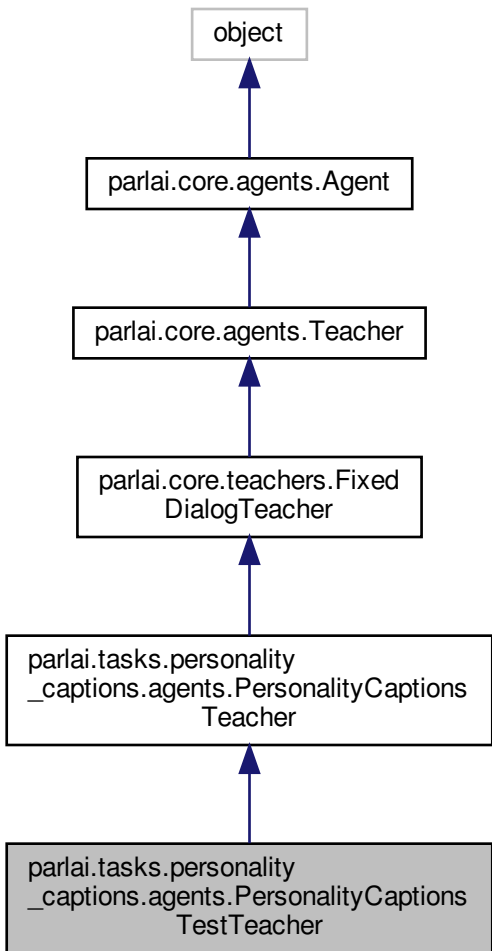 object
parlai.core.agents.Agent
parlai.core.agents.Teacher
parlai.core.teachers.Fixed
DialogTeacher
parlai.tasks.personality
_captions.agents.PersonalityCaptions
Teacher
parlai.tasks.personality
_captions.agents.PersonalityCaptions
TestTeacher